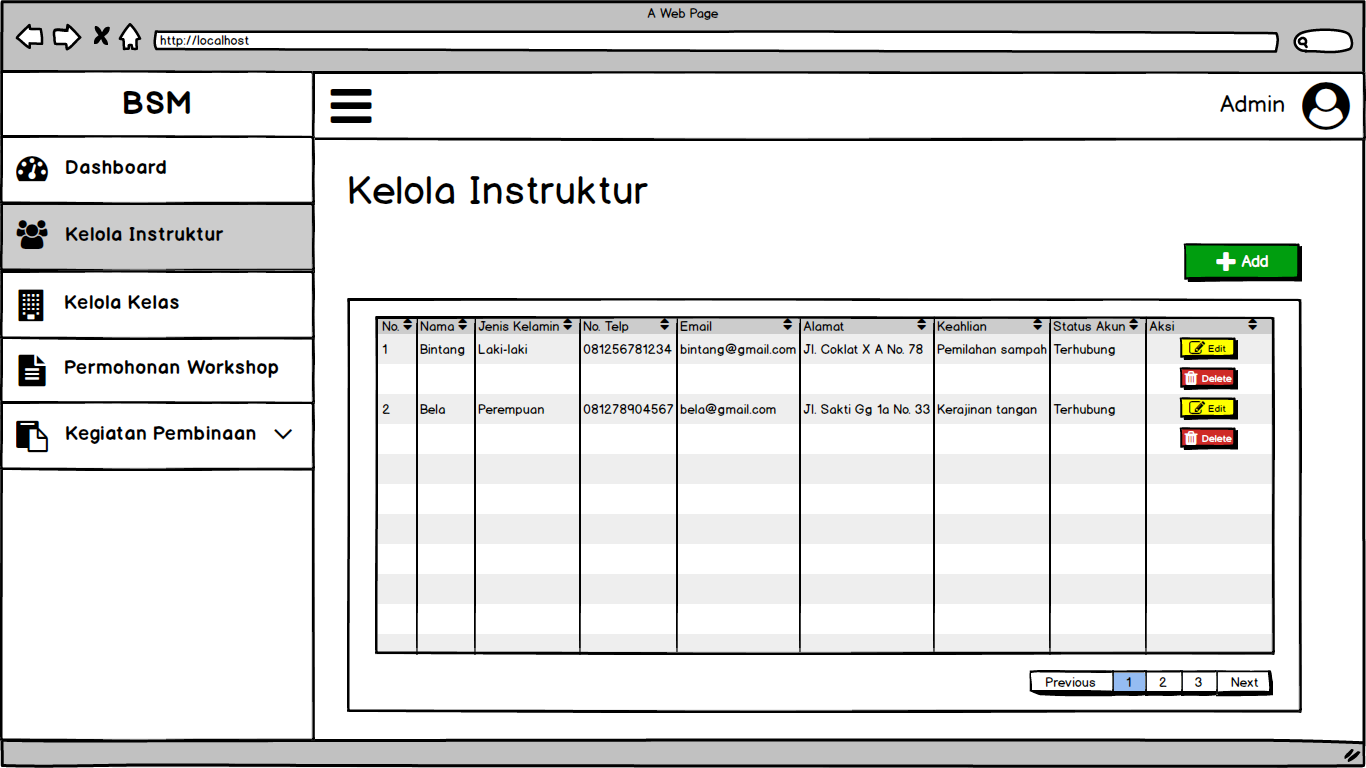 A Web Page
http://localhost
BSM
Admin
Dashboard
Kelola Instruktur
Kelola Kelas
Permohonan Workshop
Kegiatan Pembinaan
Kelola Instruktur
Add
No. Nama Jenis Kelamin No. Telp Email Alamat Keahlian Status Akun Aksi
1 Bintang Laki-laki 081256781234 bintang@gmail.com Jl. Coklat X A No. 78 Pemilahan sampah Terhubung Edit
Delete
2 Bela Perempuan 081278904567 bela@gmail.com Jl. Sakti Gg 1a No. 33 Kerajinan tangan Terhubung Edit
Delete
Previous 1 2 3 Next